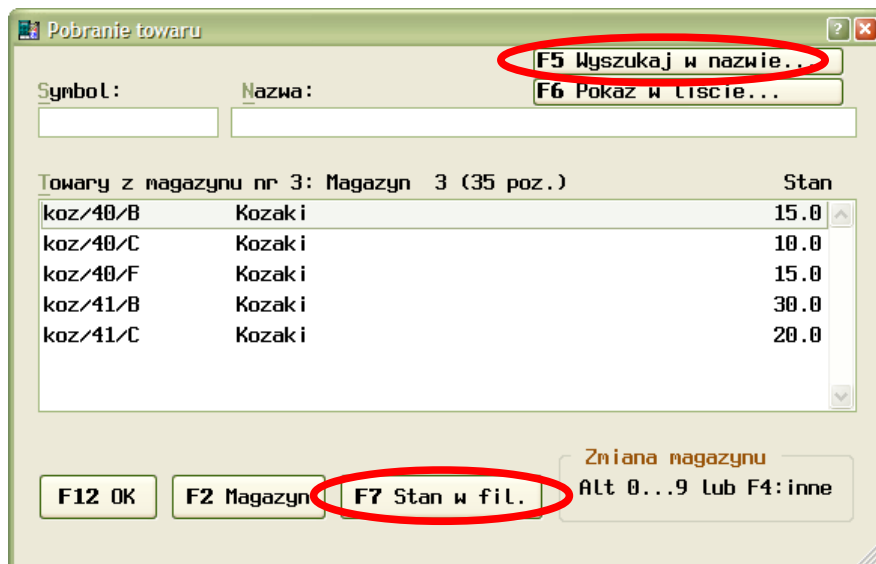 Pobranie towaru
F5 Wyszukaj w nazwie...
Symbol: Nazwa: F6 Pokaz w liscie...
Towary z magazynu nr 3: Magazyn 3 (35 poz.) Stan
koz/40/B Kozaki 15.0
koz/40/C Kozaki 10.0
koz/40/F Kozaki 15.0
koz/41/B Kozaki 30.0
koz/41/C Kozaki 20.0
Zmiana magazynu
F12 OK F2 Magazyn F7 Stan w fil. Alt 0...9 lub F4:inne